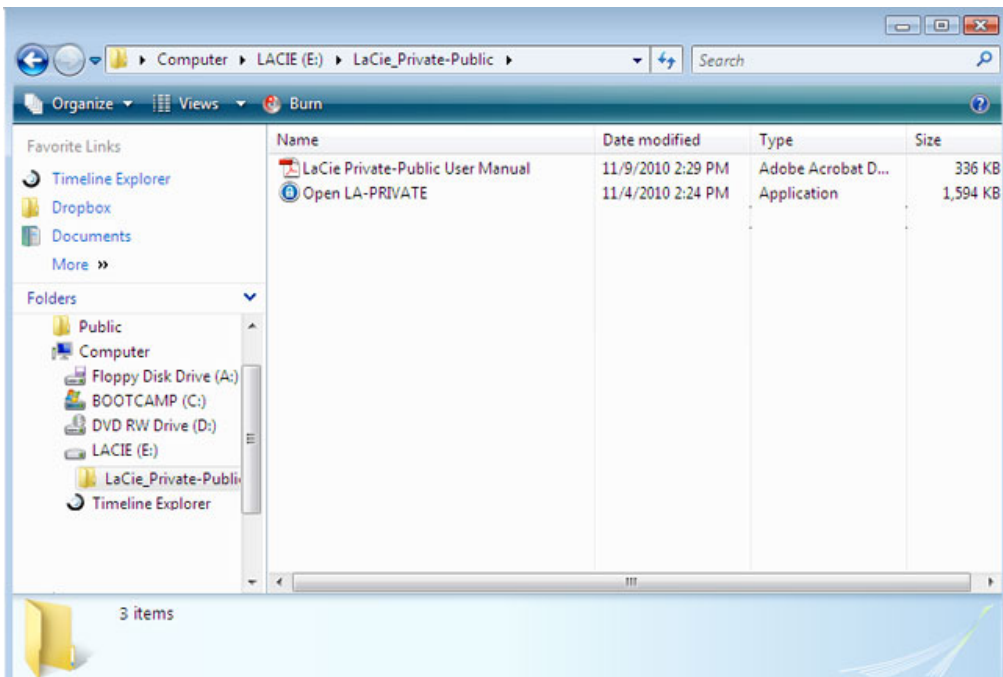 Computer LACIE (E:) LaCie_Private-Public Search
Organize Views Burn
Favorite Links
Timeline Explorer
Dropbox
Documents
More »
Folders
Public
Computer
Floppy Disk Drive (A:)
BOOTCAMP (C:)
DVD RW Drive (D:)
LACIE (E:)
LaCie_Private-Publi
Timeline Explorer
Name Date modified Type Size
LaCie Private-Public User Manual 11/9/2010 2:29 PM Adobe Acrobat D... 336 KB
Open LA-PRIVATE 11/4/2010 2:24 PM Application 1,594 KB
3 items